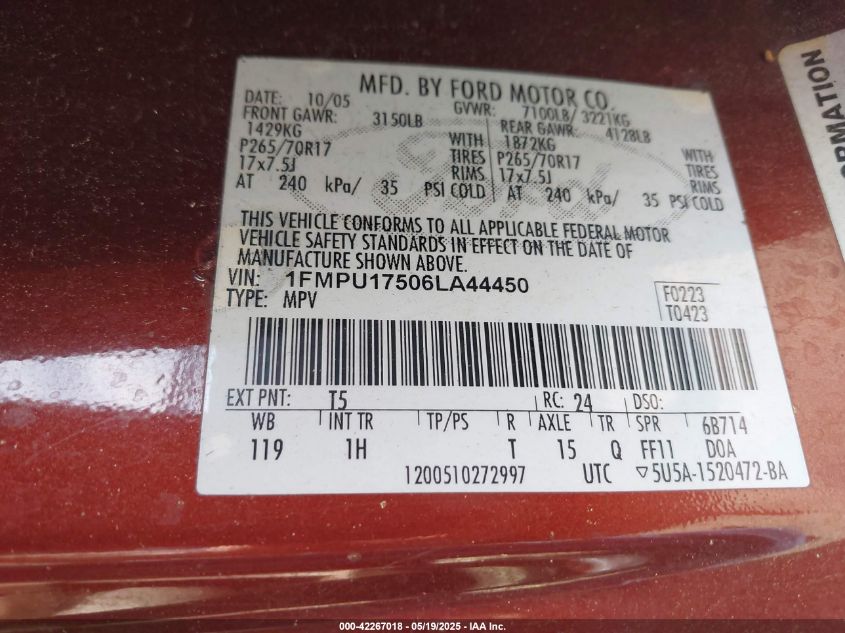 MFD. BY FORD MOTOR CO.
DATE: 10/05 GVWR: 7100LB/ 3221KG
FRONT GAWR: 3150LB REAR GAWR: 4128LB
1429KG WITH 1872KG WITH
P265/70R17 TIRES P265/70R17 TIRES
17x7.5J RIMS 17x7.5J RIMS
AT 240 kPa/ 35 PSI COLD AT 240 kPa/ 35 PSI COLD
THIS VEHICLE CONFORMS TO ALL APPLICABLE FEDERAL MOTOR
VEHICLE SAFETY STANDARDS IN EFFECT ON THE DATE OF
MANUFACTURE SHOWN ABOVE.
VIN: 1FMPU17506LA44450
TYPE: MPV
F0223
T0423
EXT PNT: T5 RC: 24 DSO:
WB INT TR TP/PS R AXLE TR SPR 6B714
119 1H T 15 Q FF11 DOA
1200510272997 UTC ▽5U5A-1520472-BA
ORMATION
000-42267018 - 05/19/2025 - IAA Inc.